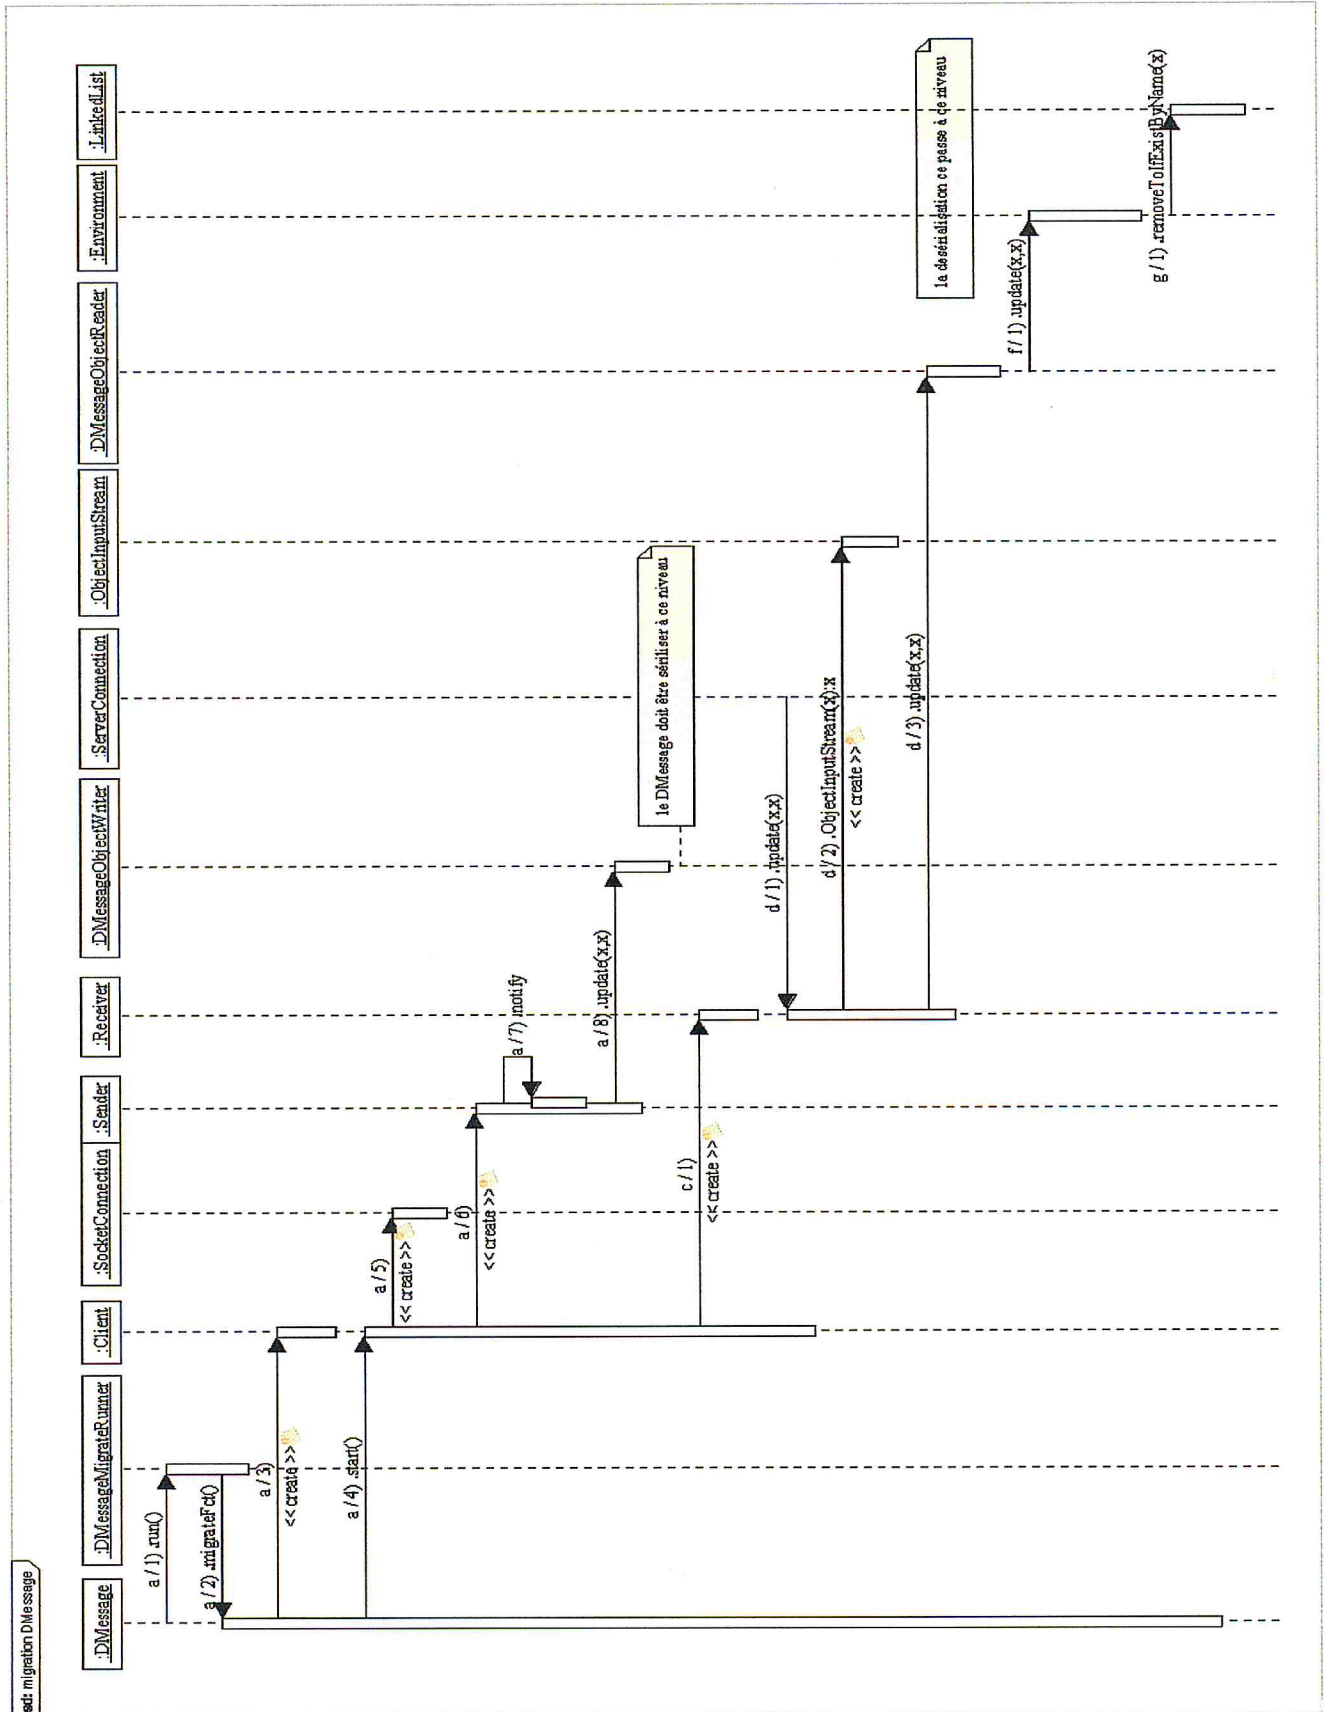 sd: migration DMessage
:DMessage
:DMessageMigrateRunner
:Client
:SocketConnection
:Sender
:Receiver
:DMessageObjectWriter
:ServerConnection
:ObjectInputStream
:DMessageObjectReader
:Environment
:LinkedList
a / 1) .run()
a / 2) .migrateFct()
a / 3)
<< create >>
a / 4) .start()
a / 5)
<< create >>
a / 6)
<< create >>
a / 7) .notify
a / 8) .update(x,x)
le DMessage doit être sériliser à ce niveau
c / 1)
<< create >>
d / 1) .update(x,x)
d / 2) .ObjectInputStream(x):x
<< create >>
d / 3) .update(x,x)
la desérialisation ce passe à ce niveau
f / 1) .update(x,x)
g / 1) .removeToIfExistByName(x)